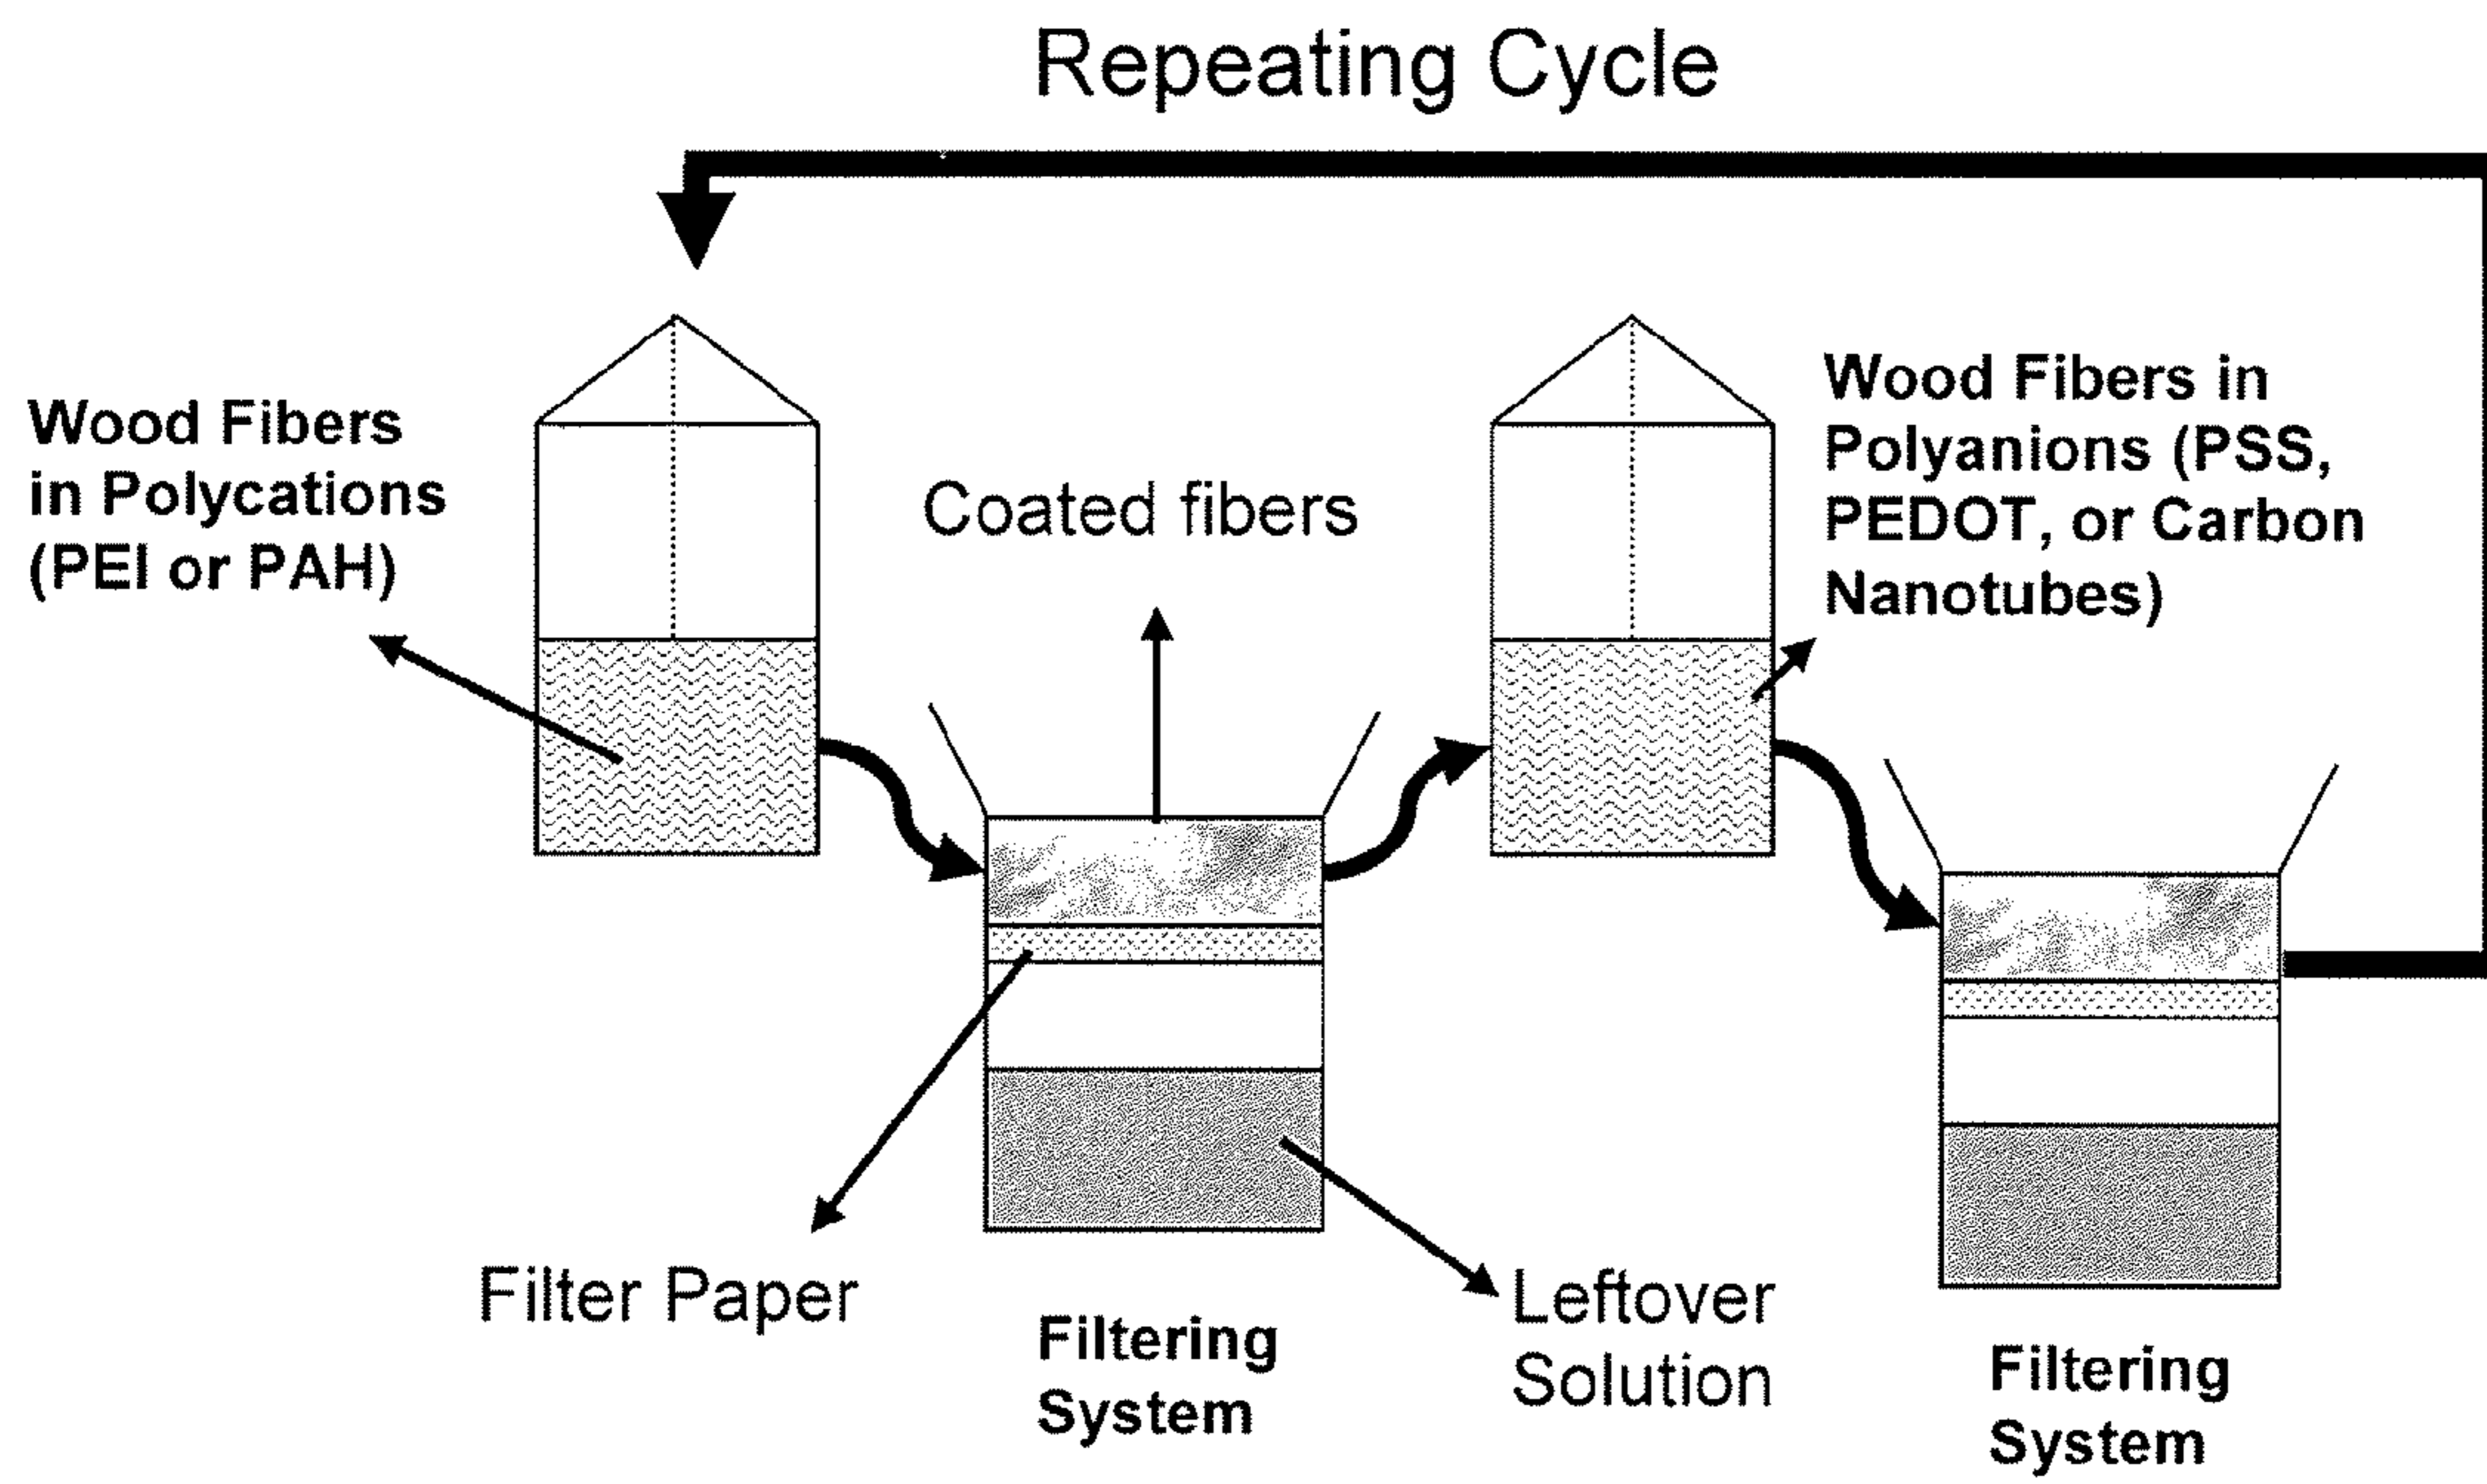 Repeating Cycle
Wood Fibers
in Polycations
(PEI or PAH)
Coated fibers
Wood Fibers in
Polyanions (PSS,
PEDOT, or Carbon
Nanotubes)
Filter Paper
Filtering
System
Leftover
Solution
Filtering
System